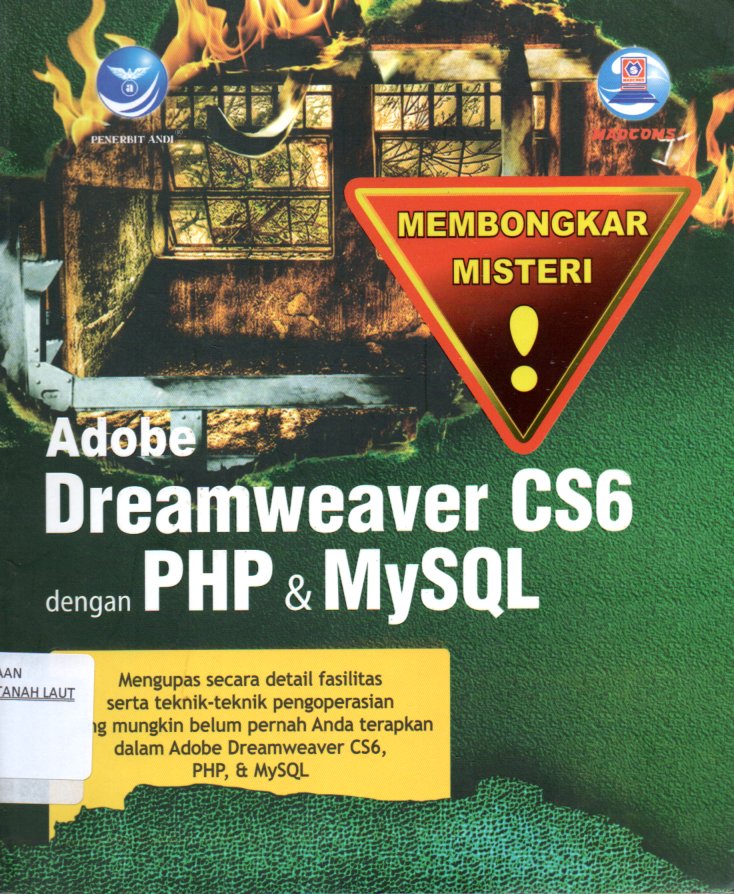 a
PENERBIT ANDI
MADCOMS
MADCOMS
MEMBONGKAR
MISTERI
!
Adobe
Dreamweaver CS6
dengan PHP & MySQL
Mengupas secara detail fasilitas
serta teknik-teknik pengoperasian
mungkin belum pernah Anda terapkan
dalam Adobe Dreamweaver CS6,
PHP, & MySQL
TANAH LAUT